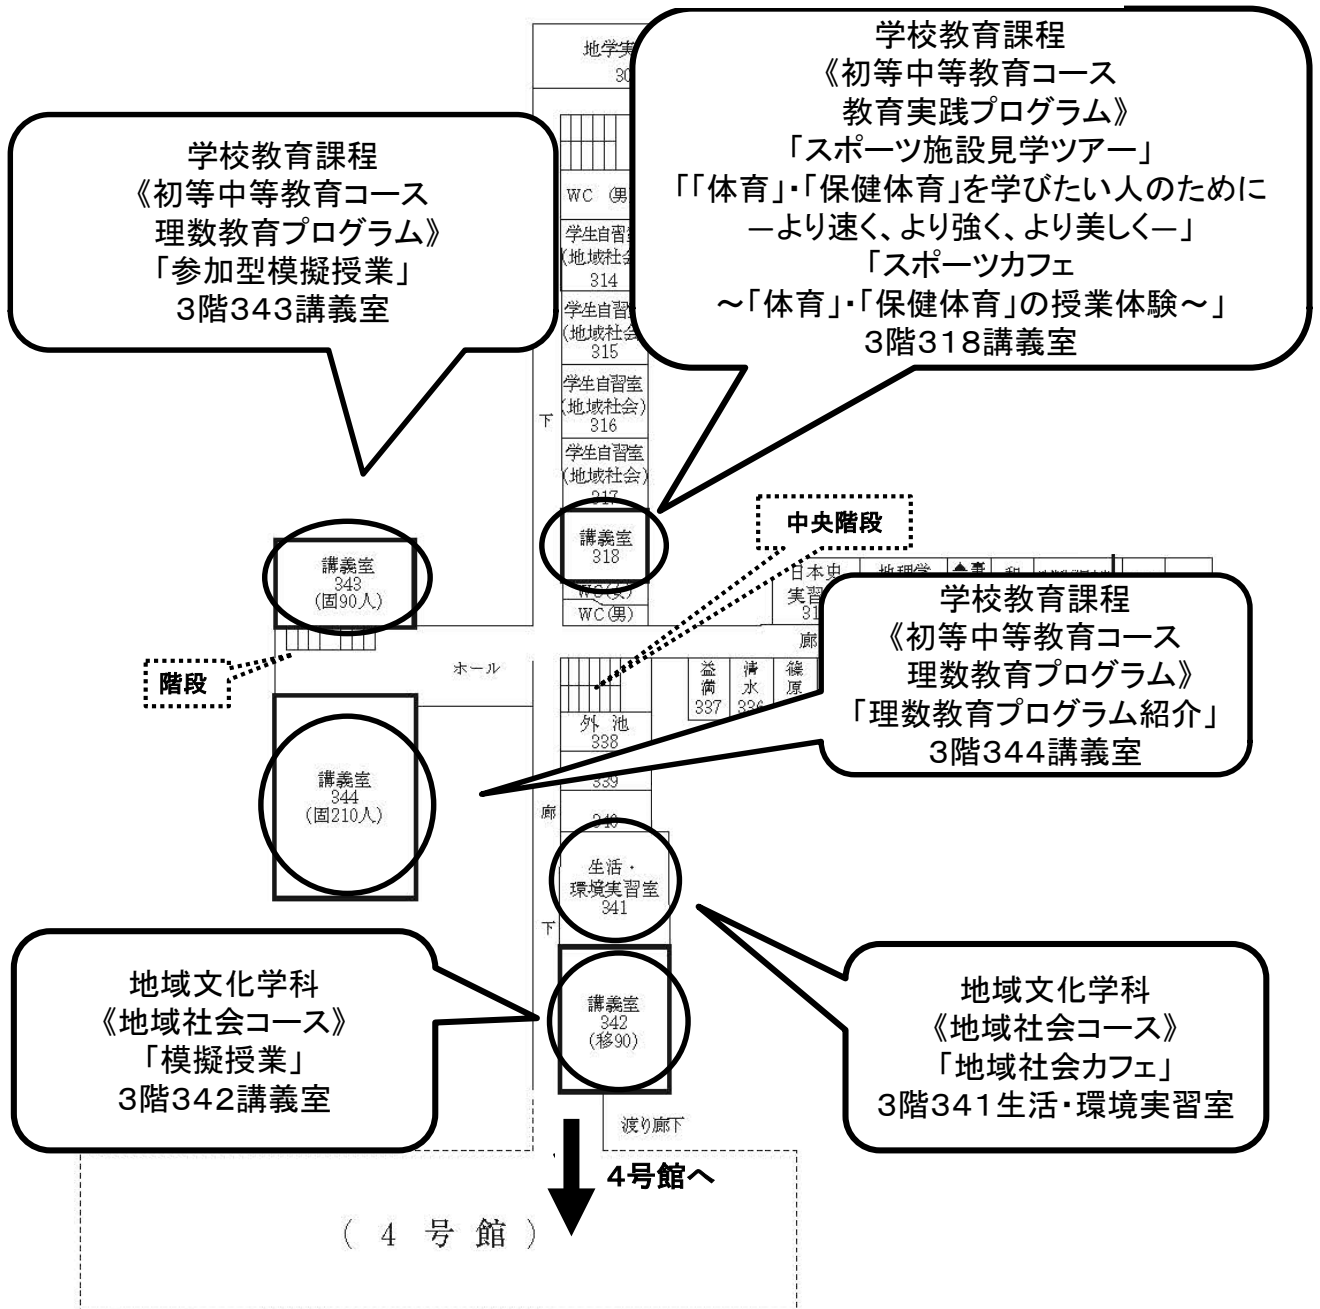 学校教育課程
《初等中等教育コース
教育実践プログラム》
「スポーツ施設見学ツアー」
「「体育」・「保健体育」を学びたい人のために
－より速く、より強く、より美しく－」
「スポーツカフェ
～「体育」・「保健体育」の授業体験～」
3階318講義室
学校教育課程
《初等中等教育コース
理数教育プログラム》
「参加型模擬授業」
3階343講義室
地学実
30
WC (男
学生自習室
(地域社会
314
学生自習室
(地域社会
315
学生自習室
(地域社会)
316
学生自習室
(地域社会)
317
下
講義室
318
WC(女)
WC(男)
中央階段
講義室
343
(固90人)
階段
ホール
日本史
実習
31
地理学
廊
学校教育課程
《初等中等教育コース
理数教育プログラム》
「理数教育プログラム紹介」
3階344講義室
益満
337
清水
336
篠原
外池
338
339
340
講義室
344
(固210人)
廊
下
生活・
環境実習室
341
講義室
342
(移90)
地域文化学科
《地域社会コース》
「模擬授業」
3階342講義室
地域文化学科
《地域社会コース》
「地域社会カフェ」
3階341生活・環境実習室
渡り廊下
4号館へ
(4号館)